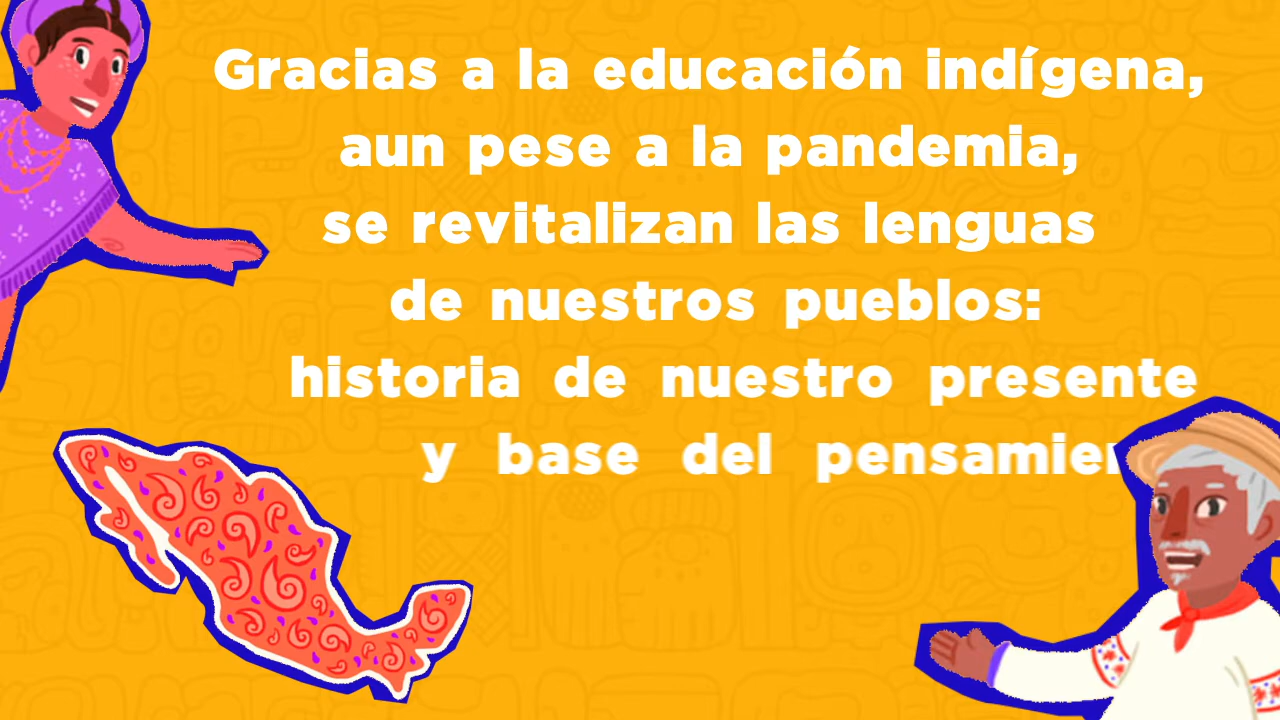 Gracias a la educación indígena,
aun pese a la pandemia,
se revitalizan las lenguas
de nuestros pueblos:
historia de nuestro presente
y base del